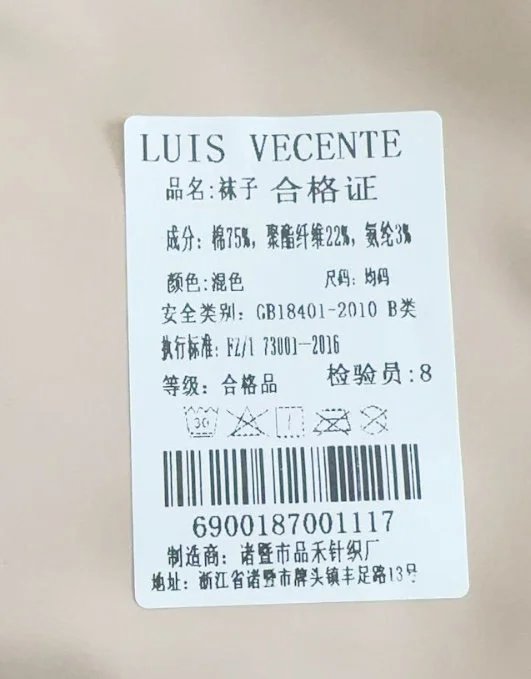 LUIS VECENTE
品名:袜子 合格证
成分: 棉75%, 聚酯纤维22%, 氨纶3%
颜色:混色 尺码: 均码
安全类别: GB18401-2010 B类
执行标准: FZ/T 73001—2016
等级: 合格品 检验员:8
30
6900187001117
制造商: 诸暨市品禾针织厂
地址: 浙江省诸暨市牌头镇丰足路13号